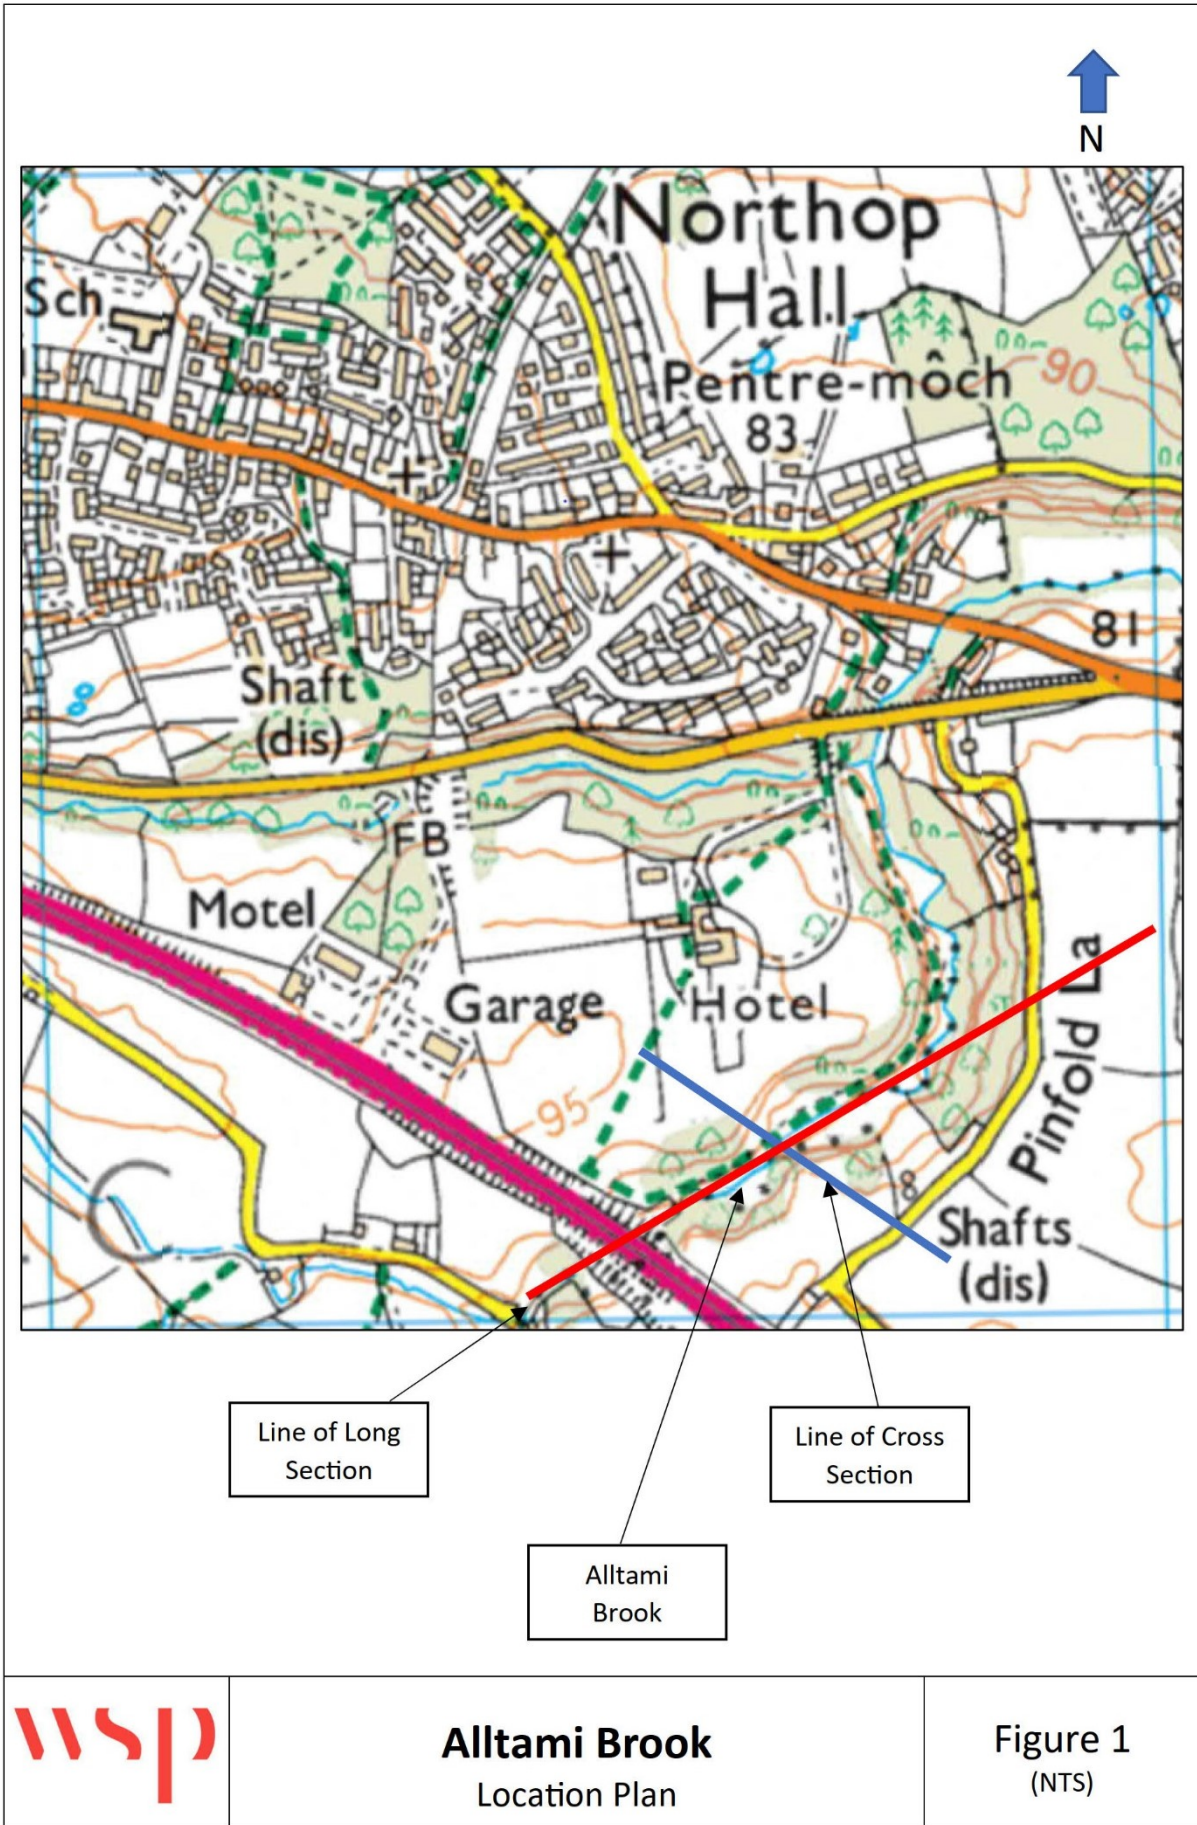 N
Northop
Hall
Sch
Pentre-môch
83
90
81
Shaft
(dis)
FB
Motel
Garage
Hotel
95
Pinfold La
Shafts
(dis)
Line of Long
Section
Line of Cross
Section
Alltami
Brook
wsp
Alltami Brook
Location Plan
Figure 1
(NTS)